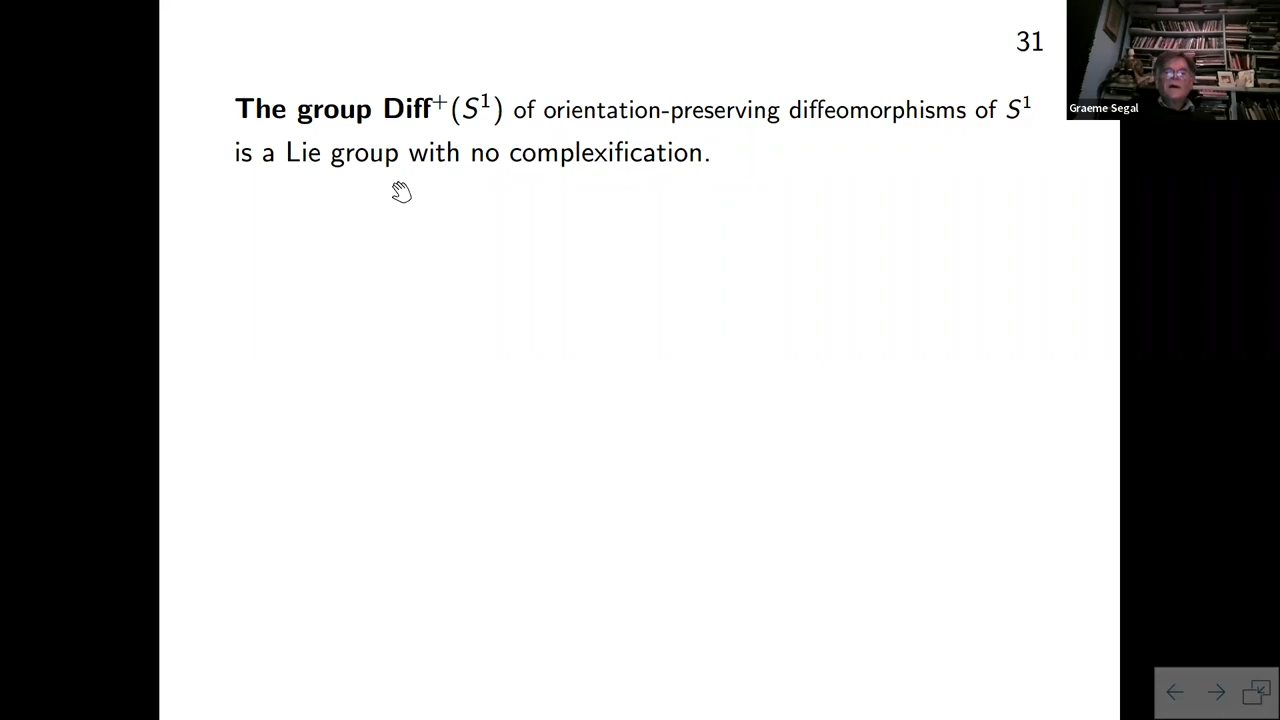 31
The group Diff⁺(S¹) of orientation-preserving diffeomorphisms of S¹
is a Lie group with no complexification.
Graeme Segal